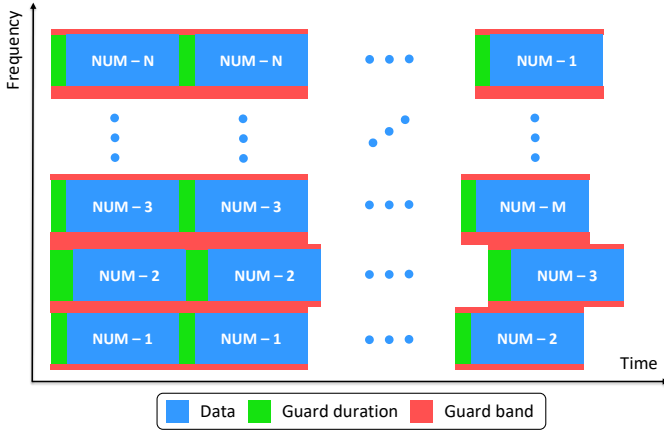 Frequency
NUM – N NUM – N NUM – 1
NUM – 3 NUM – 3 NUM – M
NUM – 2 NUM – 2 NUM – 3
NUM – 1 NUM – 1 NUM – 2
Time
Data Guard duration Guard band